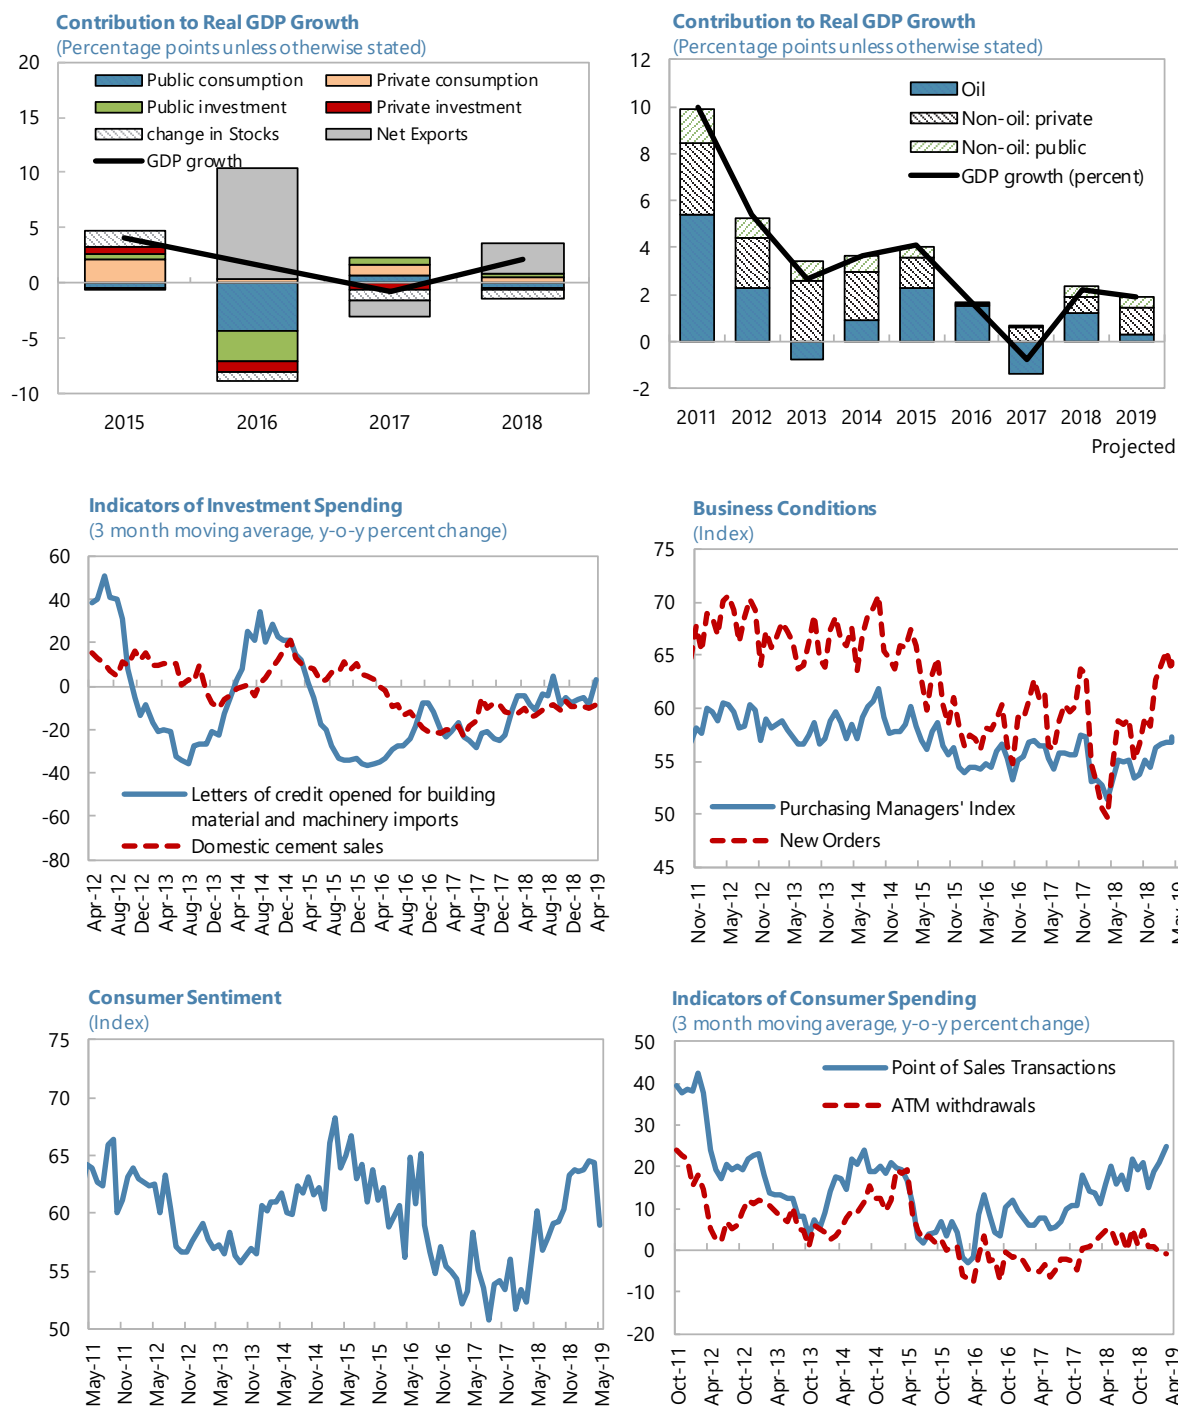 Contribution to Real GDP Growth
(Percentage points unless otherwise stated)
20
15
10
5
0
-5
-10
Public consumption
Private consumption
Public investment
Private investment
change in Stocks
Net Exports
GDP growth
2015
2016
2017
2018
Contribution to Real GDP Growth
(Percentage points unless otherwise stated)
12
10
8
6
4
2
0
-2
Oil
Non-oil: private
Non-oil: public
GDP growth (percent)
2011
2012
2013
2014
2015
2016
2017
2018
2019
Projected
Indicators of Investment Spending
(3 month moving average, y-o-y percent change)
60
40
20
0
-20
-40
-60
-80
Letters of credit opened for building
material and machinery imports
Domestic cement sales
Apr-12
Aug-12
Dec-12
Apr-13
Aug-13
Dec-13
Apr-14
Aug-14
Dec-14
Apr-15
Aug-15
Dec-15
Apr-16
Aug-16
Dec-16
Apr-17
Aug-17
Dec-17
Apr-18
Aug-18
Dec-18
Apr-19
Business Conditions
(Index)
75
70
65
60
55
50
45
Purchasing Managers' Index
New Orders
Nov-11
May-12
Nov-12
May-13
Nov-13
May-14
Nov-14
May-15
Nov-15
May-16
Nov-16
May-17
Nov-17
May-18
Nov-18
Consumer Sentiment
(Index)
75
70
65
60
55
50
May-11
Nov-11
May-12
Nov-12
May-13
Nov-13
May-14
Nov-14
May-15
Nov-15
May-16
Nov-16
May-17
Nov-17
May-18
Nov-18
May-19
Indicators of Consumer Spending
(3 month moving average, y-o-y percent change)
50
40
30
20
10
0
-10
-20
Point of Sales Transactions
ATM withdrawals
Oct-11
Apr-12
Oct-12
Apr-13
Oct-13
Apr-14
Oct-14
Apr-15
Oct-15
Apr-16
Oct-16
Apr-17
Oct-17
Apr-18
Oct-18
Apr-19